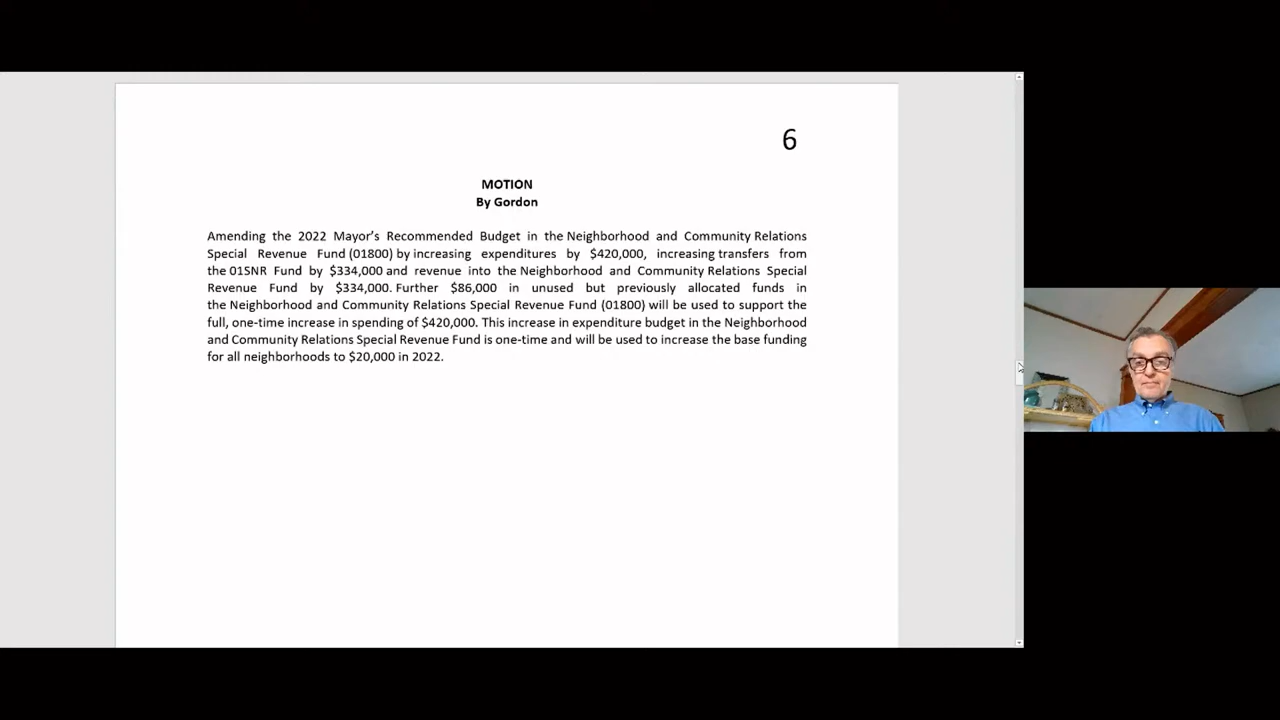 6
MOTION
By Gordon
Amending the 2022 Mayor's Recommended Budget in the Neighborhood and Community Relations
Special Revenue Fund (01800) by increasing expenditures by $420,000, increasing transfers from
the 01SNR Fund by $334,000 and revenue into the Neighborhood and Community Relations Special
Revenue Fund by $334,000. Further $86,000 in unused but previously allocated funds in
the Neighborhood and Community Relations Special Revenue Fund (01800) will be used to support the
full, one-time increase in spending of $420,000. This increase in expenditure budget in the Neighborhood
and Community Relations Special Revenue Fund is one-time and will be used to increase the base funding
for all neighborhoods to $20,000 in 2022.